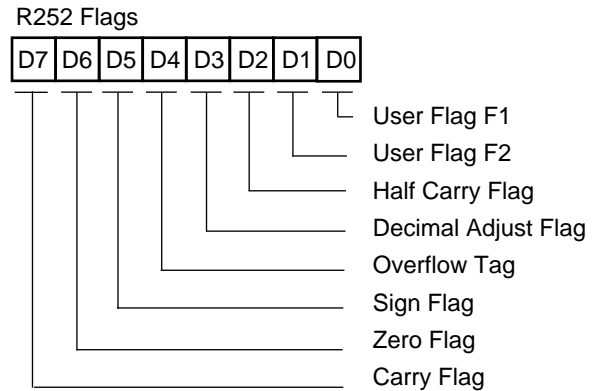 R252 Flags
D7 D6 D5 D4 D3 D2 D1 D0
User Flag F1
User Flag F2
Half Carry Flag
Decimal Adjust Flag
Overflow Tag
Sign Flag
Zero Flag
Carry Flag